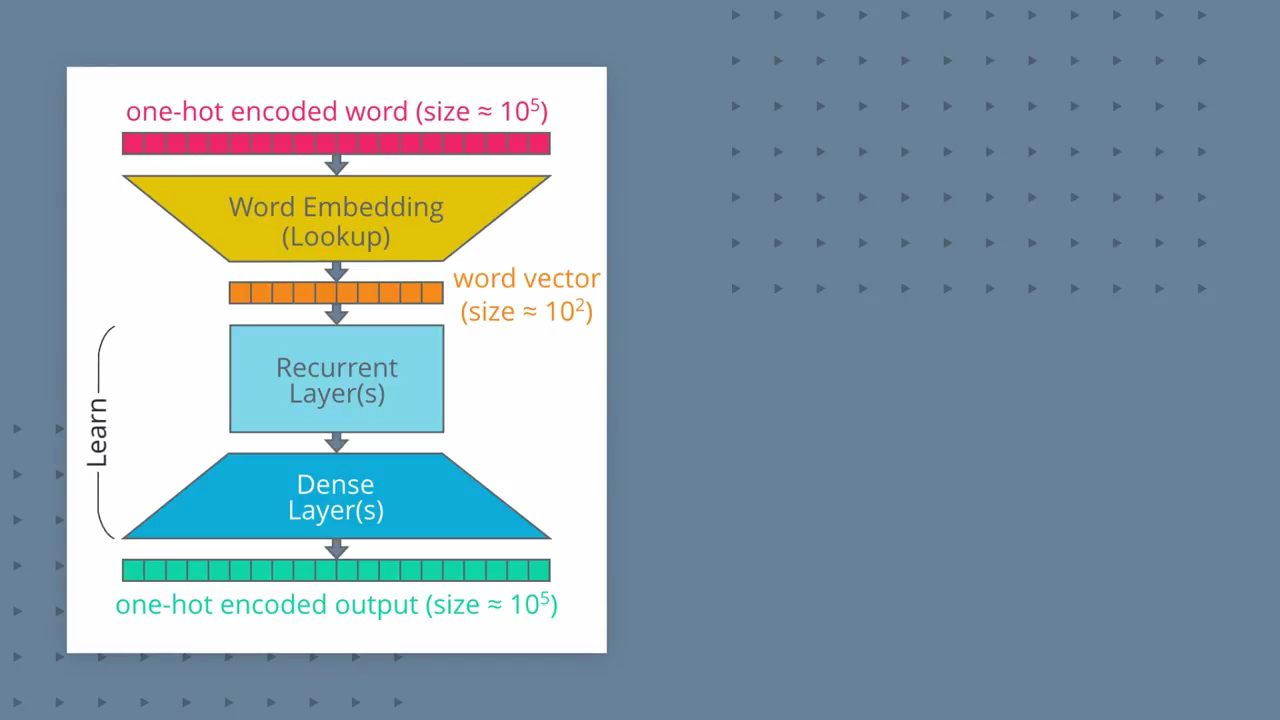 one-hot encoded word (size ≈ 10⁵)
Word Embedding
(Lookup)
word vector
(size ≈ 10²)
Recurrent
Layer(s)
Learn
Dense
Layer(s)
one-hot encoded output (size ≈ 10⁵)